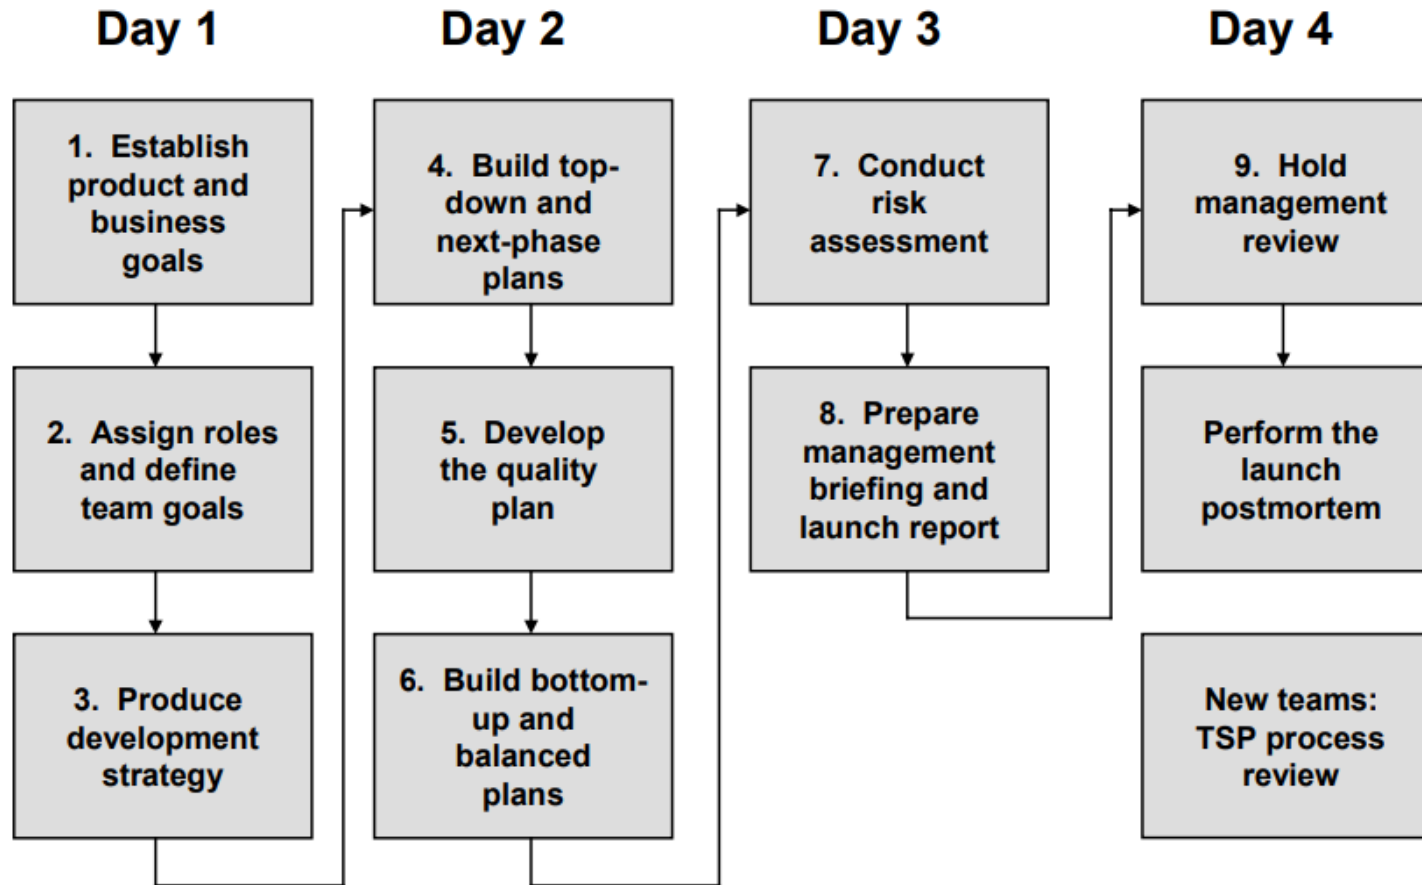 Day 1
Day 2
Day 3
Day 4
1. Establish
product and
business
goals
2. Assign roles
and define
team goals
3. Produce
development
strategy
4. Build top-
down and
next-phase
plans
5. Develop
the quality
plan
6. Build bottom-
up and
balanced
plans
7. Conduct
risk
assessment
8. Prepare
management
briefing and
launch report
9. Hold
management
review
Perform the
launch
postmortem
New teams:
TSP process
review